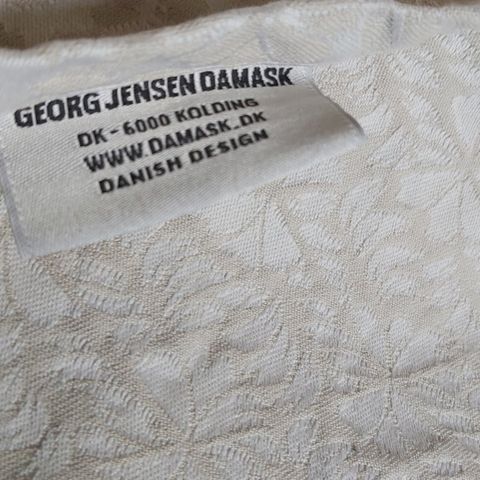 GEORG JENSEN DAMASK
DK-6000 KOLDING
WWW.DAMASK.DK
DANISH DESIGN